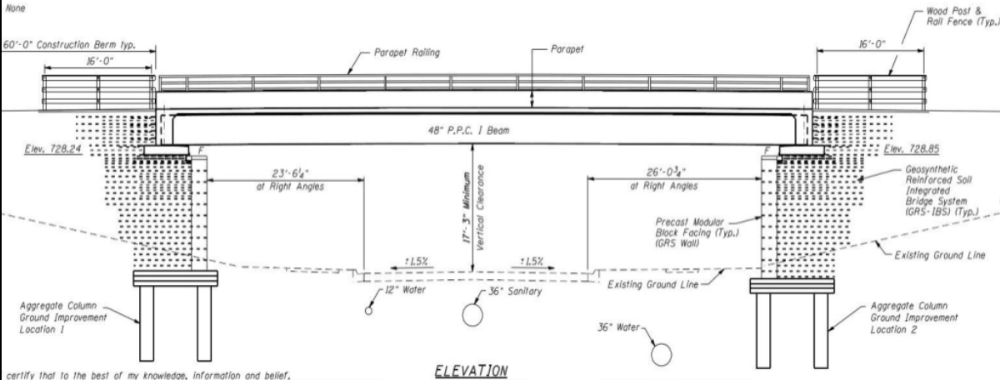 None
Wood Post &
Rail Fence (Typ.)
60'-0" Construction Berm typ.
16'-0"
Parapet Railing
Parapet
16'-0"
48" P.P.C. I Beam
Elev. 728.24
F
F
Elev. 728.85
23'-6¼"
at Right Angles
17'-3" Minimum
Vertical Clearance
26'-0¾"
at Right Angles
Geosynthetic
Reinforced Soil
Integrated
Bridge System
(GRS-IBS) (Typ.)
Precast Modular
Block Facing (Typ.)
(GRS Wall)
±1.5%
±1.5%
Existing Ground Line
Existing Ground Line
12" Water
36" Sanitary
36" Water
Aggregate Column
Ground Improvement
Location 1
Aggregate Column
Ground Improvement
Location 2
ELEVATION
certify that to the best of my knowledge, information and belief,